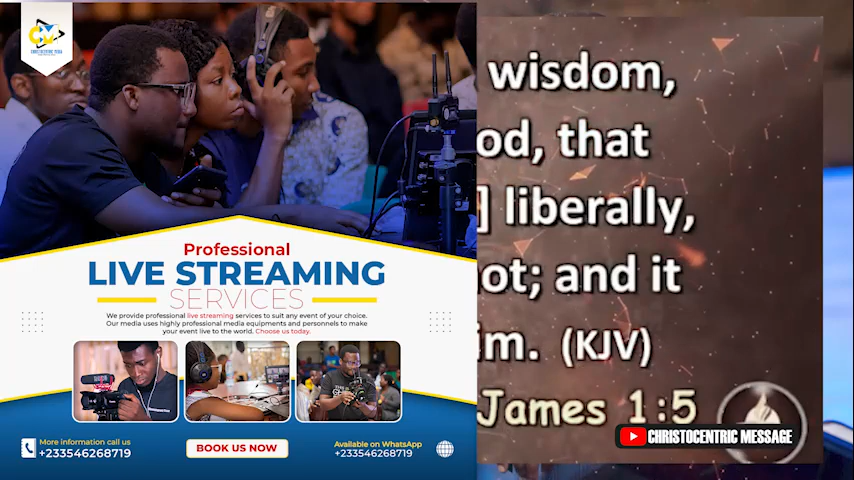 CHRISTOCENTRIC MEDIA
Professional
LIVE STREAMING
SERVICES
We provide professional live streaming services to suit any event of your choice.
Our media uses highly professional media equipments and personnels to make
your event live to the world. Choose us today.
More information call us
+233546268719
BOOK US NOW
Available on WhatsApp
+233546268719
wisdom,
od, that
] liberally,
ot; and it
im. (KJV)
James 1:5
CHRISTOCENTRIC MESSAGE